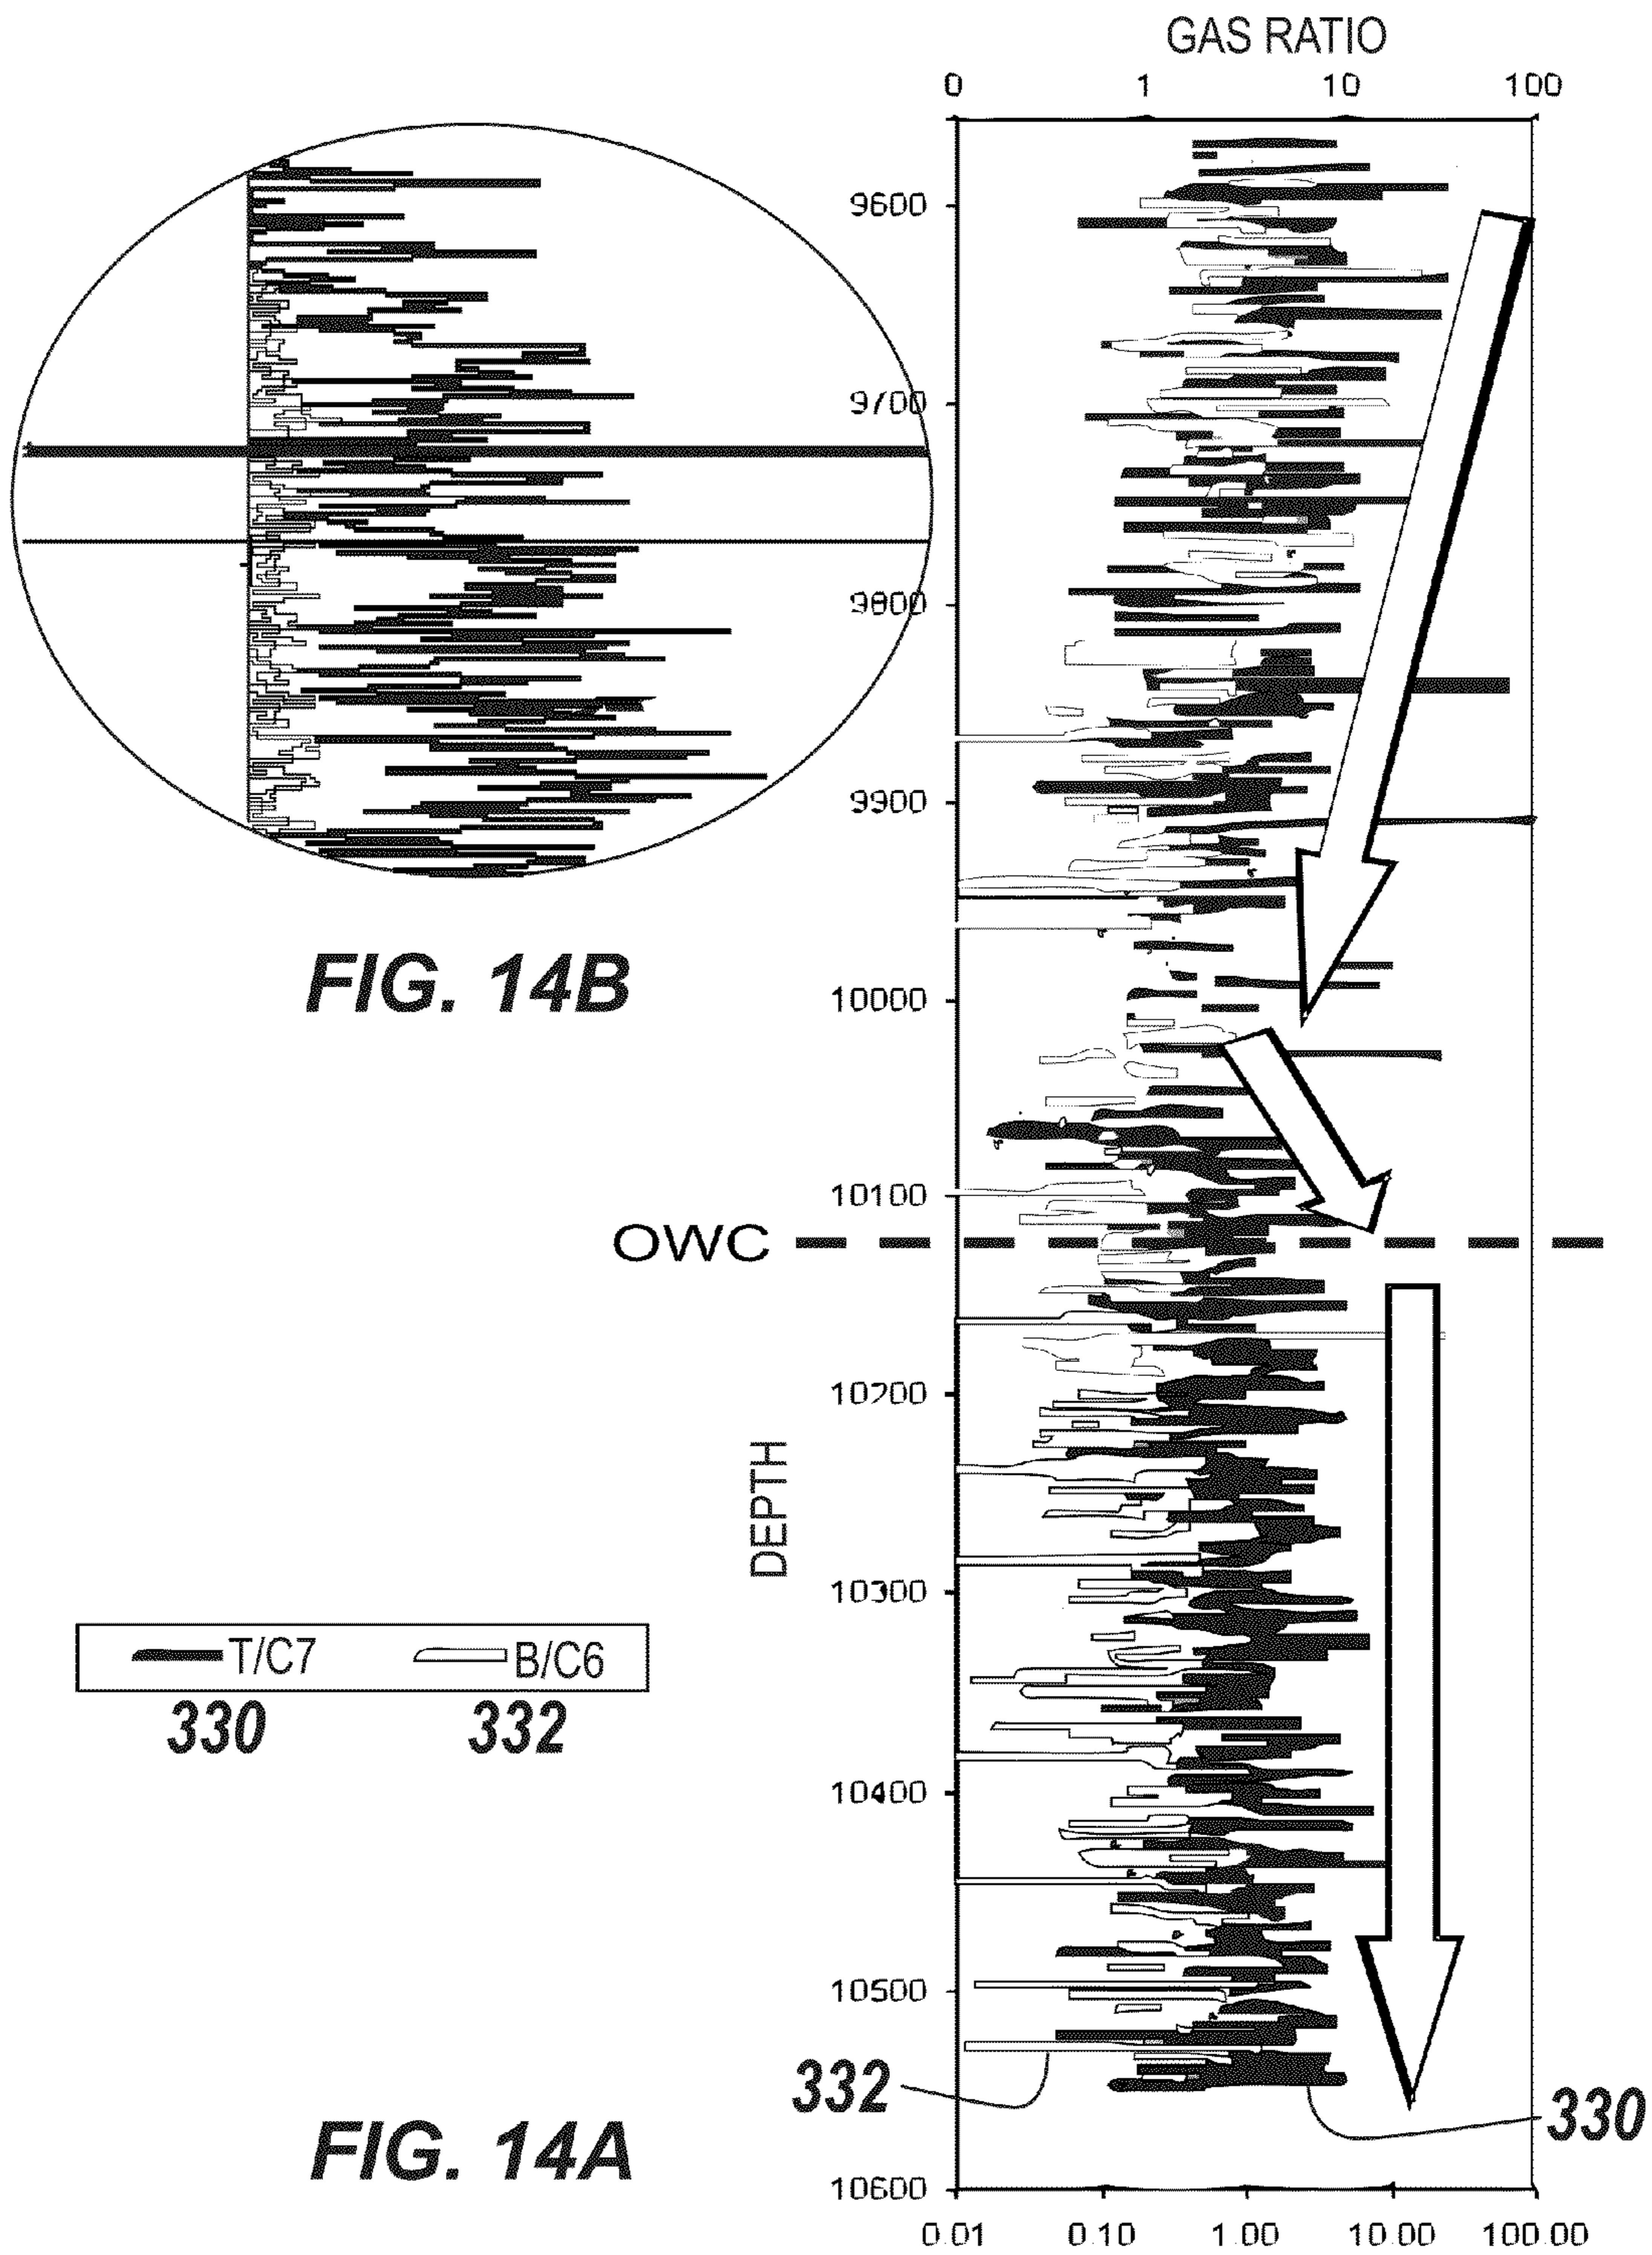 GAS RATIO
0 1 10 100
9600
9700
9800
9900
FIG. 14B
10000
10100
OWC
10200
DEPTH
10300
T/C7 B/C6
330 332
10400
10500
332
330
FIG. 14A
10600
0.01 0.10 1.00 10.00 100.00